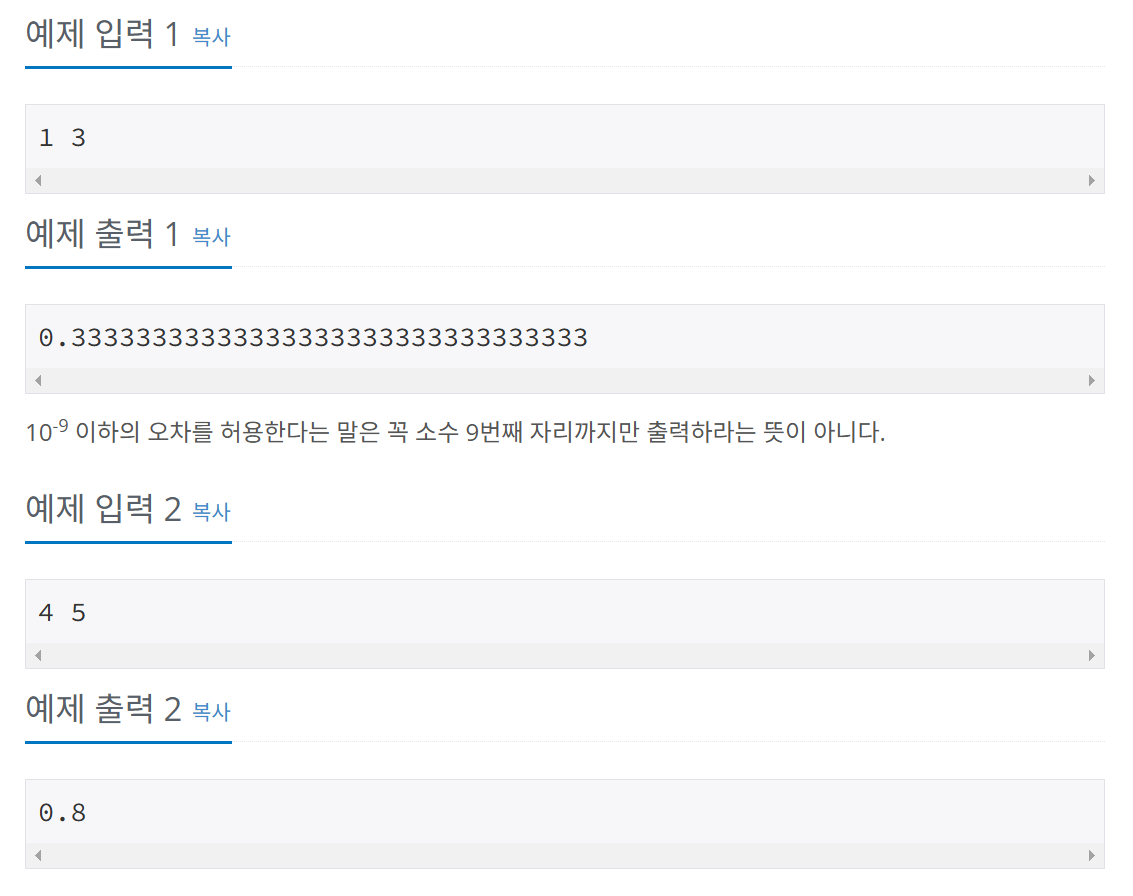 예제 입력 1 복사
1 3
예제 출력 1 복사
0.33333333333333333333333333333333
10-9 이하의 오차를 허용한다는 말은 꼭 소수 9번째 자리까지만 출력하라는 뜻이 아니다.
예제 입력 2 복사
4 5
예제 출력 2 복사
0.8